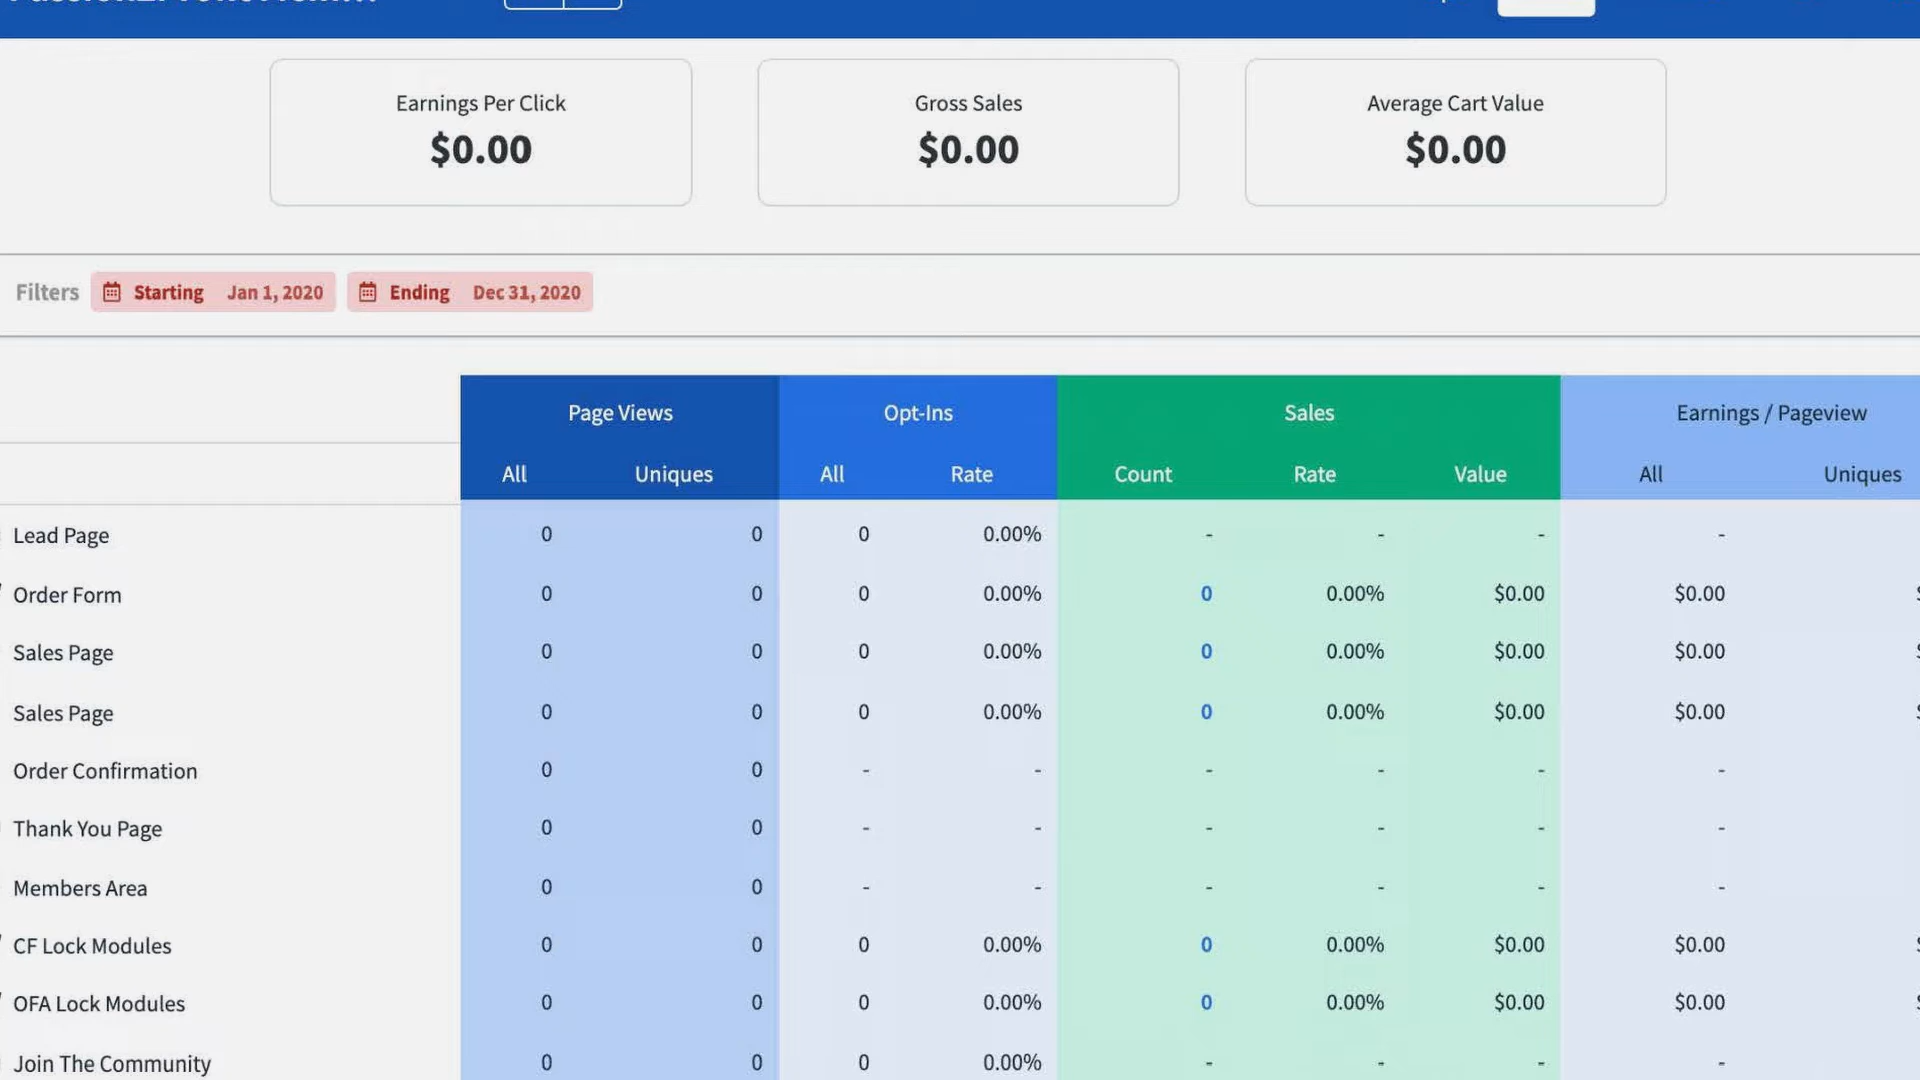 Earnings Per Click Gross Sales Average Cart Value
$0.00 $0.00 $0.00
Filters Starting Jan 1, 2020 Ending Dec 31, 2020
Page Views Opt-Ins Sales Earnings / Pageview
All Uniques All Rate Count Rate Value All Uniques
Lead Page 0 0 0 0.00% - - - -
Order Form 0 0 0 0.00% 0 0.00% $0.00 $0.00
Sales Page 0 0 0 0.00% 0 0.00% $0.00 $0.00
Sales Page 0 0 0 0.00% 0 0.00% $0.00 $0.00
Order Confirmation 0 0 - - - - - -
Thank You Page 0 0 - - - - - -
Members Area 0 0 - - - - - -
CF Lock Modules 0 0 0 0.00% 0 0.00% $0.00 $0.00
OFA Lock Modules 0 0 0 0.00% 0 0.00% $0.00 $0.00
Join The Community 0 0 0 0.00% - - - -